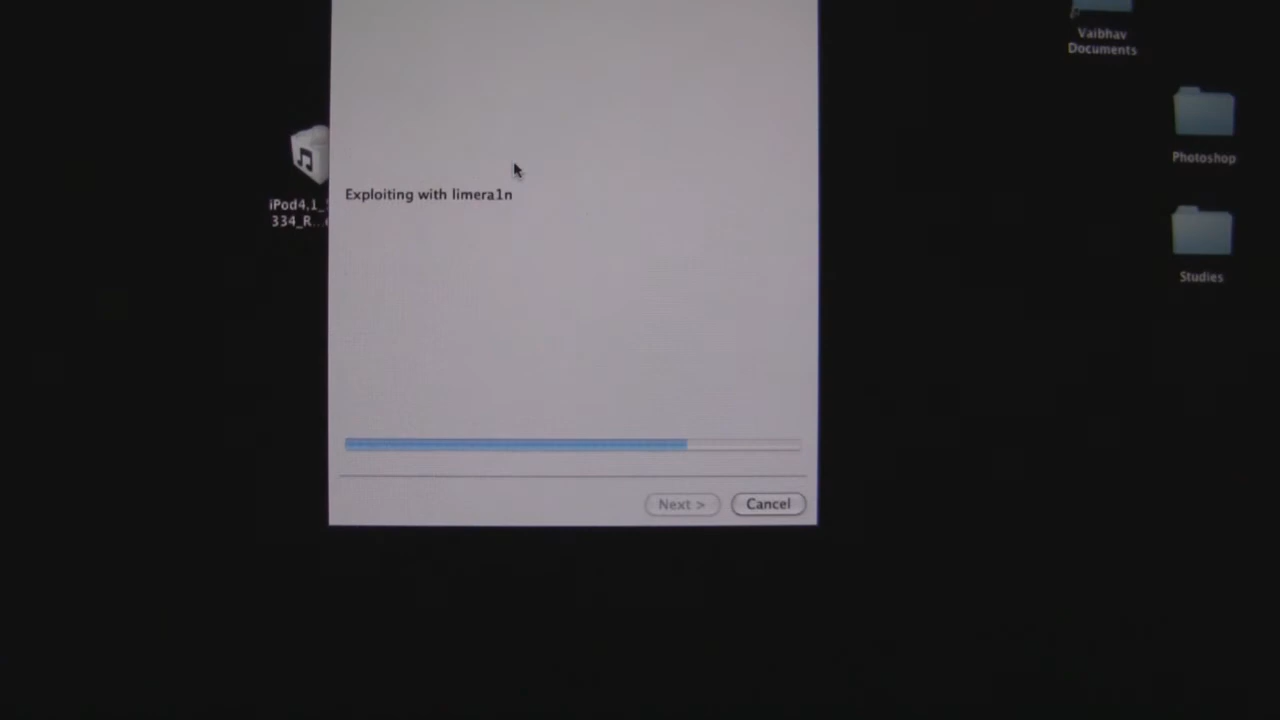 Vaibhav
Documents
Photoshop
Exploiting with limera1n
iPod4,1_
334_R...
Studies
Next >
Cancel